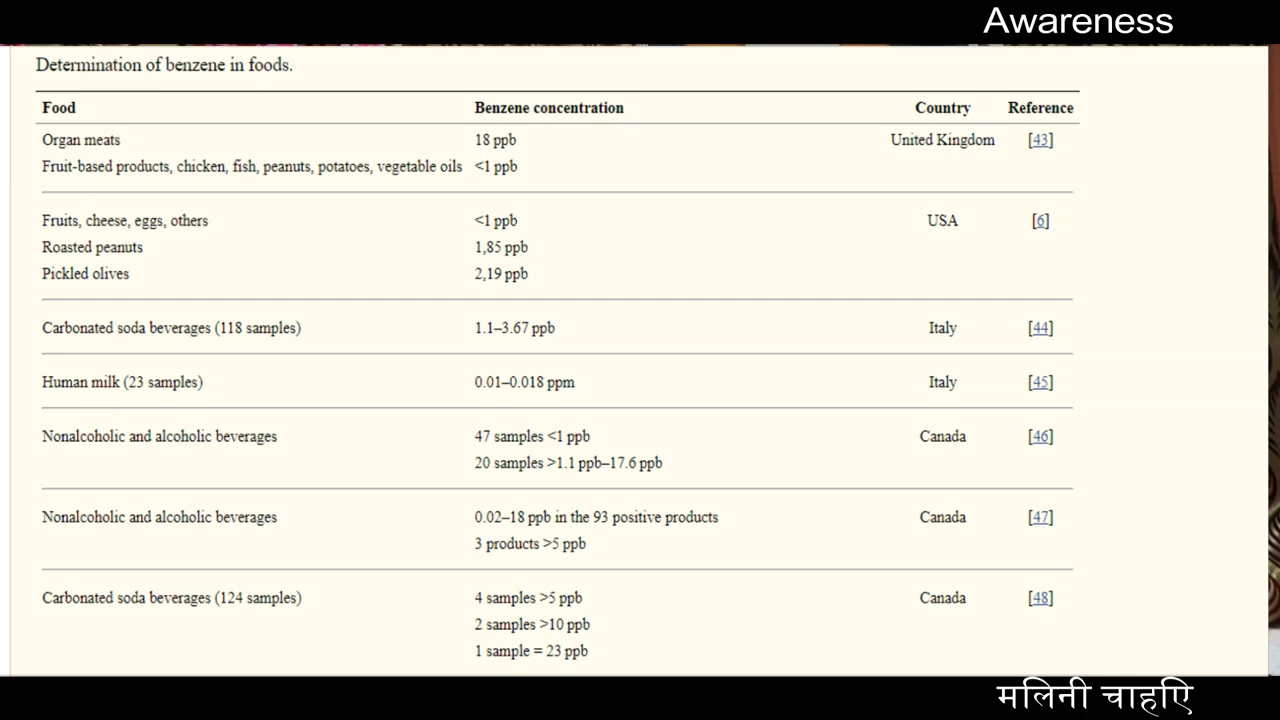 Awareness
Determination of benzene in foods.
Food Benzene concentration Country Reference
Organ meats 18 ppb United Kingdom [43]
Fruit-based products, chicken, fish, peanuts, potatoes, vegetable oils <1 ppb
Fruits, cheese, eggs, others <1 ppb USA [6]
Roasted peanuts 1,85 ppb
Pickled olives 2,19 ppb
Carbonated soda beverages (118 samples) 1.1–3.67 ppb Italy [44]
Human milk (23 samples) 0.01–0.018 ppm Italy [45]
Nonalcoholic and alcoholic beverages 47 samples <1 ppb Canada [46]
20 samples >1.1 ppb–17.6 ppb
Nonalcoholic and alcoholic beverages 0.02–18 ppb in the 93 positive products Canada [47]
3 products >5 ppb
Carbonated soda beverages (124 samples) 4 samples >5 ppb Canada [48]
2 samples >10 ppb
1 sample = 23 ppb
मलिनी चाहिए